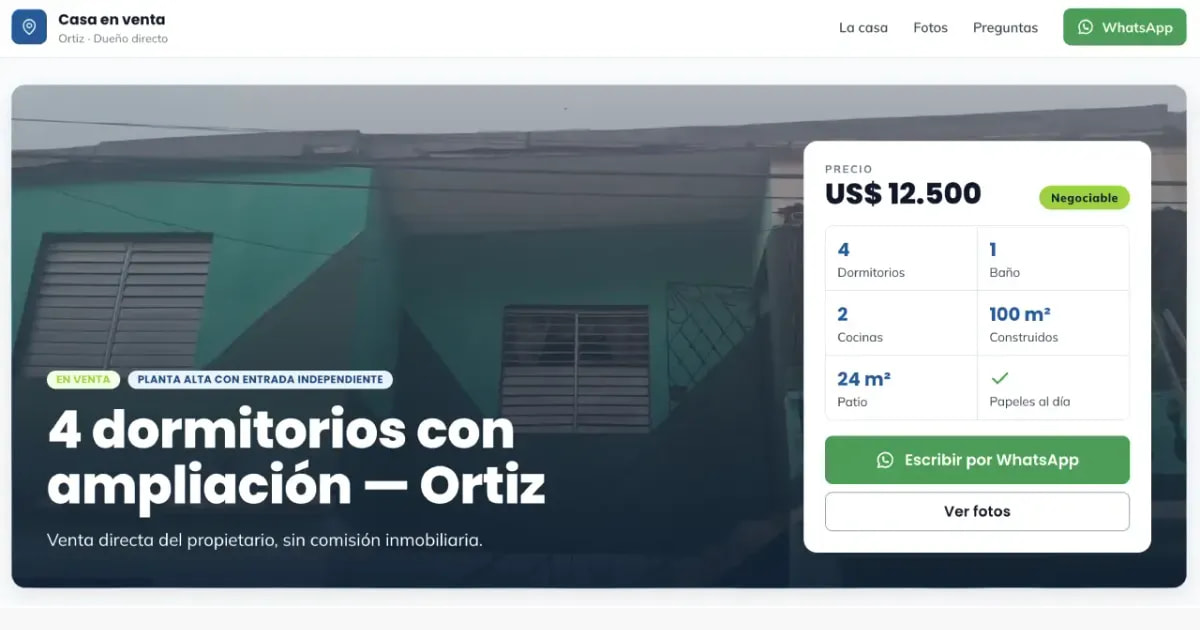 Casa en venta
Ortiz · Dueño directo
La casa
Fotos
Preguntas
WhatsApp
EN VENTA
PLANTA ALTA CON ENTRADA INDEPENDIENTE
4 dormitorios con
ampliación — Ortiz
Venta directa del propietario, sin comisión inmobiliaria.
PRECIO
US$ 12.500
Negociable
4
Dormitorios
1
Baño
2
Cocinas
100 m²
Construidos
24 m²
Patio
Papeles al día
Escribir por WhatsApp
Ver fotos